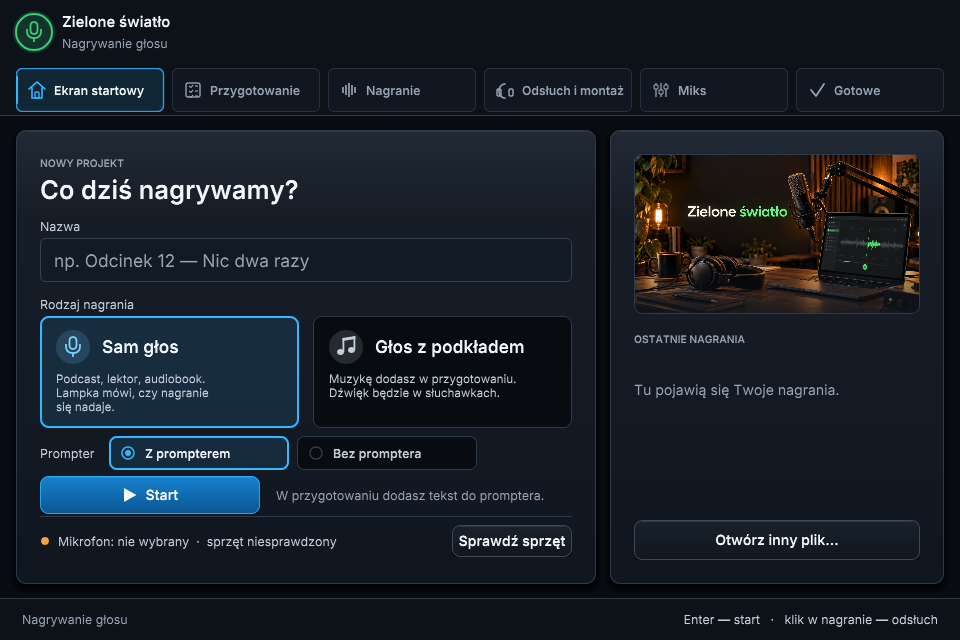 Zielone światło
Nagrywanie głosu
Ekran startowy
Przygotowanie
Nagranie
Odsłuch i montaż
Miks
Gotowe
NOWY PROJEKT
Co dziś nagrywamy?
Nazwa
np. Odcinek 12 — Nic dwa razy
Rodzaj nagrania
Sam głos
Podcast, lektor, audiobook.
Lampka mówi, czy nagranie
się nadaje.
Głos z podkładem
Muzykę dodasz w przygotowaniu.
Dźwięk będzie w słuchawkach.
Prompter
Z prompterem
Bez promptera
Start
W przygotowaniu dodasz tekst do promptera.
Mikrofon: nie wybrany · sprzęt niesprawdzony
Sprawdź sprzęt
Zielone światło
OSTATNIE NAGRANIA
Tu pojawią się Twoje nagrania.
Otwórz inny plik...
Nagrywanie głosu
Enter — start · klik w nagranie — odsłuch